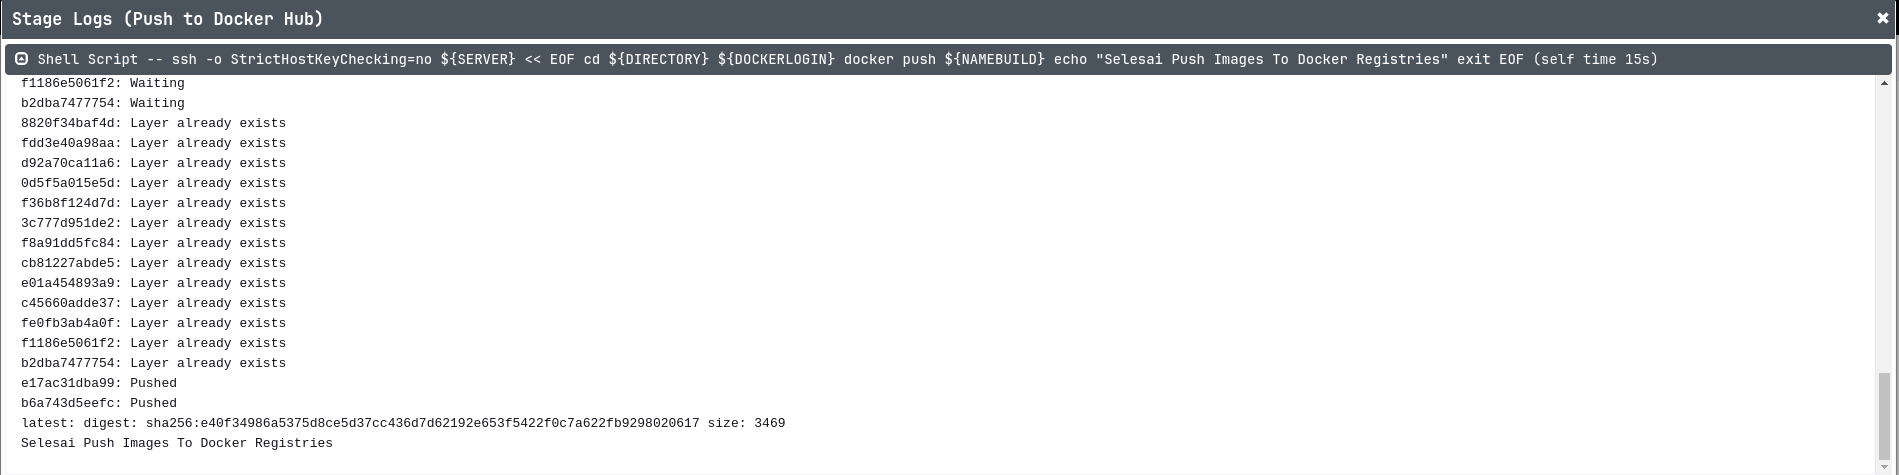 Stage Logs (Push to Docker Hub)
Shell Script -- ssh -o StrictHostKeyChecking=no ${SERVER} << EOF cd ${DIRECTORY} ${DOCKERLOGIN} docker push ${NAMEBUILD} echo "Selesai Push Images To Docker Registries" exit EOF (self time 15s)
f1186e5061f2: Waiting
b2dba7477754: Waiting
8820f34baf4d: Layer already exists
fdd3e40a98aa: Layer already exists
d92a70ca11a6: Layer already exists
0d5f5a015e5d: Layer already exists
f36b8f124d7d: Layer already exists
3c777d951de2: Layer already exists
f8a91dd5fc84: Layer already exists
cb81227abde5: Layer already exists
e01a454893a9: Layer already exists
c45660adde37: Layer already exists
fe0fb3ab4a0f: Layer already exists
f1186e5061f2: Layer already exists
b2dba7477754: Layer already exists
e17ac31dba99: Pushed
b6a743d5eefc: Pushed
latest: digest: sha256:e40f34986a5375d8ce5d37cc436d7d62192e653f5422f0c7a622fb9298020617 size: 3469
Selesai Push Images To Docker Registries